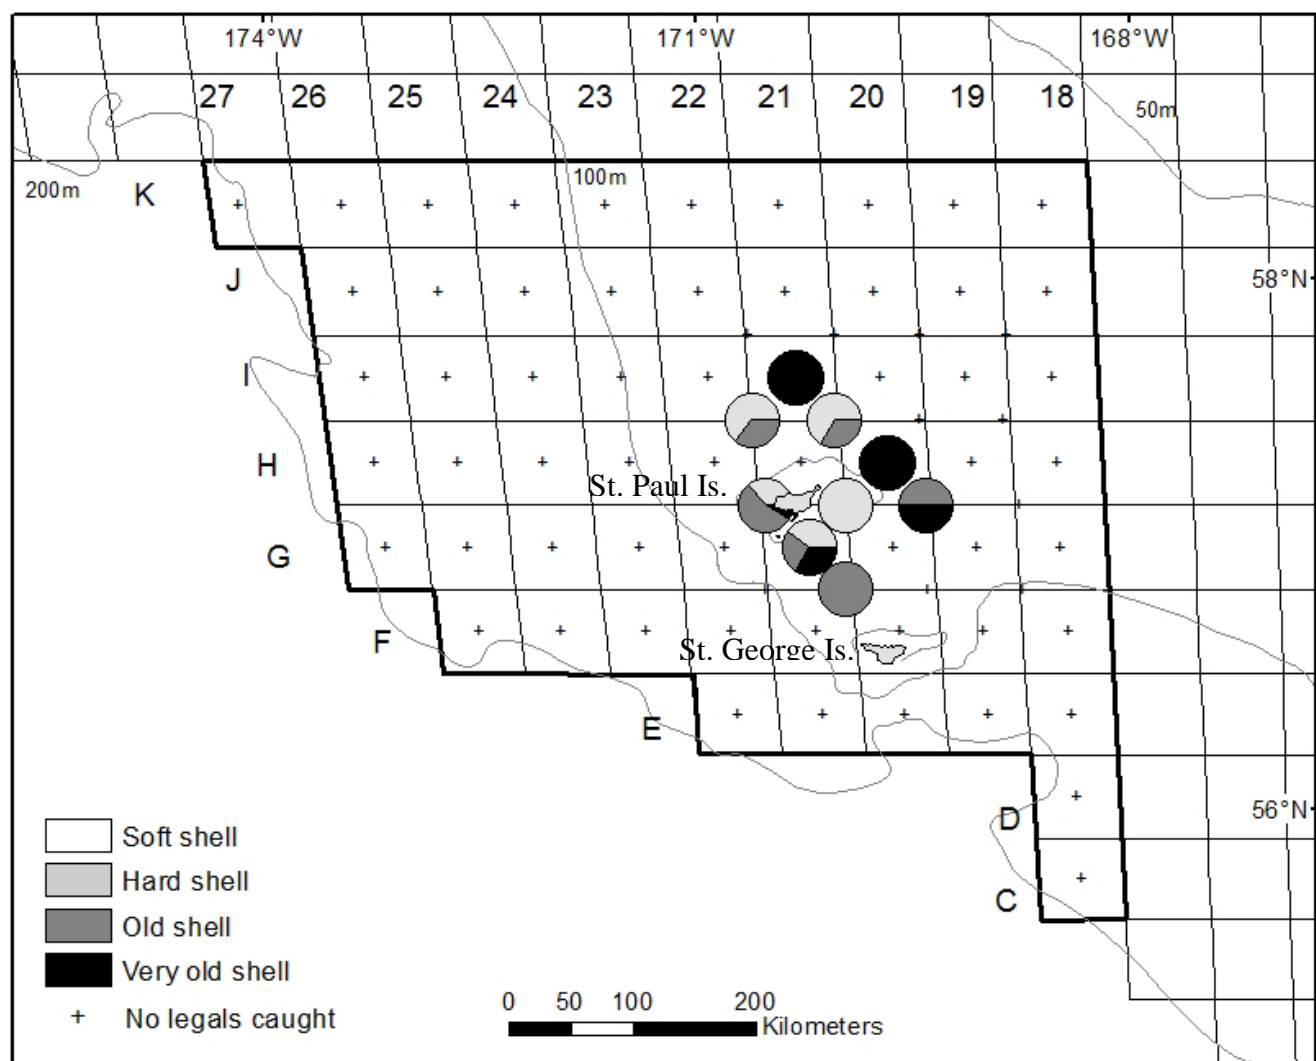 174°W 171°W 168°W
27 26 25 24 23 22 21 20 19 18
50m
100m
200m
K
J
58°N
I
H
St. Paul Is.
G
F
St. George Is.
E
56°N
D
C
Soft shell
Hard shell
Old shell
Very old shell
+ No legals caught
0 50 100 200
Kilometers